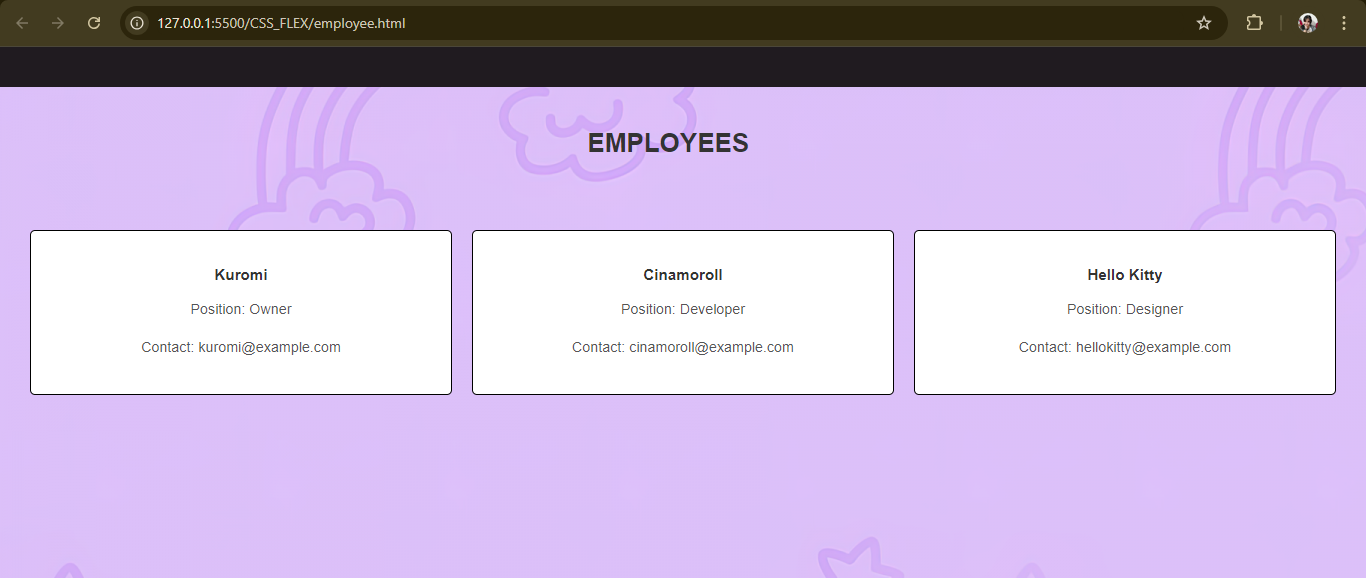 127.0.0.1:5500/CSS_FLEX/employee.html
EMPLOYEES
Kuromi
Position: Owner
Contact: kuromi@example.com
Cinamoroll
Position: Developer
Contact: cinamoroll@example.com
Hello Kitty
Position: Designer
Contact: hellokitty@example.com